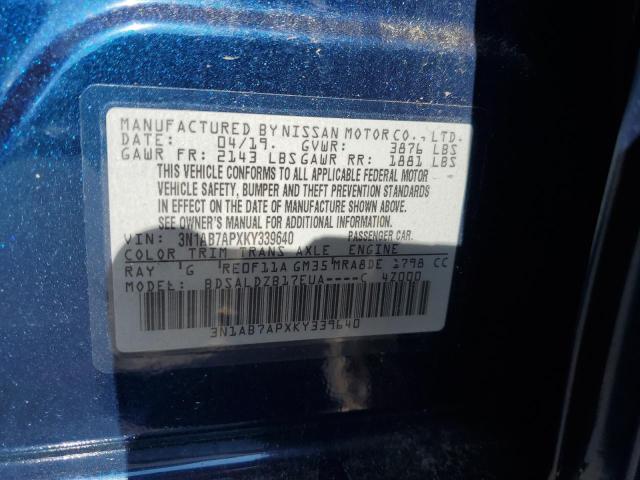 MANUFACTURED BY NISSAN MOTOR CO., LTD.
DATE: 04/19. GVWR: 3876 LBS
GAWR FR: 2143 LBS GAWR RR: 1881 LBS
THIS VEHICLE CONFORMS TO ALL APPLICABLE FEDERAL MOTOR
VEHICLE SAFETY, BUMPER AND THEFT PREVENTION STANDARDS
IN EFFECT ON THE DATE OF MANUFACTURE SHOWN ABOVE.
SEE OWNER'S MANUAL FOR ADDITIONAL INFORMATION
VIN: 3N1AB7APXKY339640 PASSENGER CAR.
COLOR TRIM TRANS AXLE ENGINE
RAY G RE0F11A GM35 MRA8DE 1798 CC
MODEL: BDSALDZB17EUA----C 4Z000
3N1AB7APXKY339640